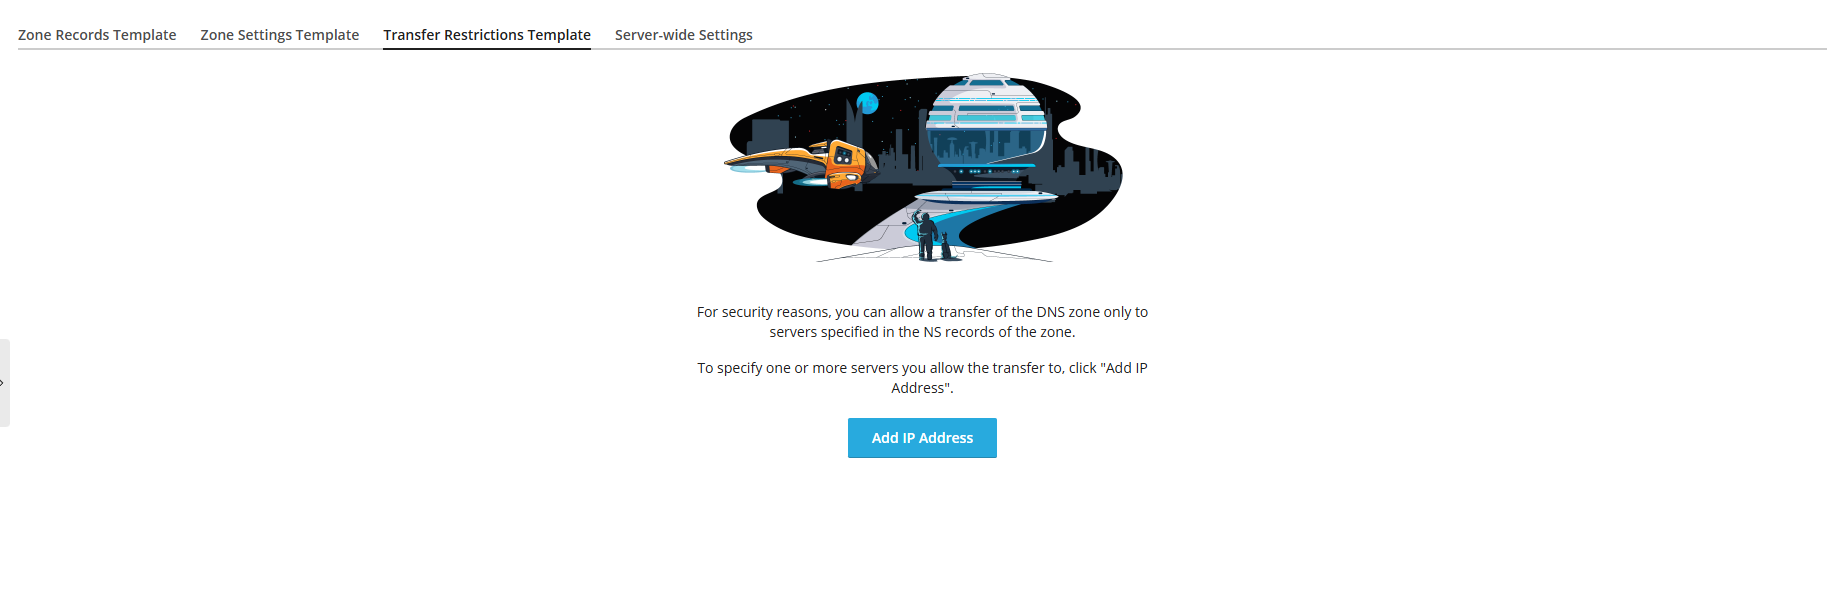 Zone Records Template Zone Settings Template Transfer Restrictions Template Server-wide Settings
For security reasons, you can allow a transfer of the DNS zone only to
servers specified in the NS records of the zone.
To specify one or more servers you allow the transfer to, click "Add IP
Address".
Add IP Address